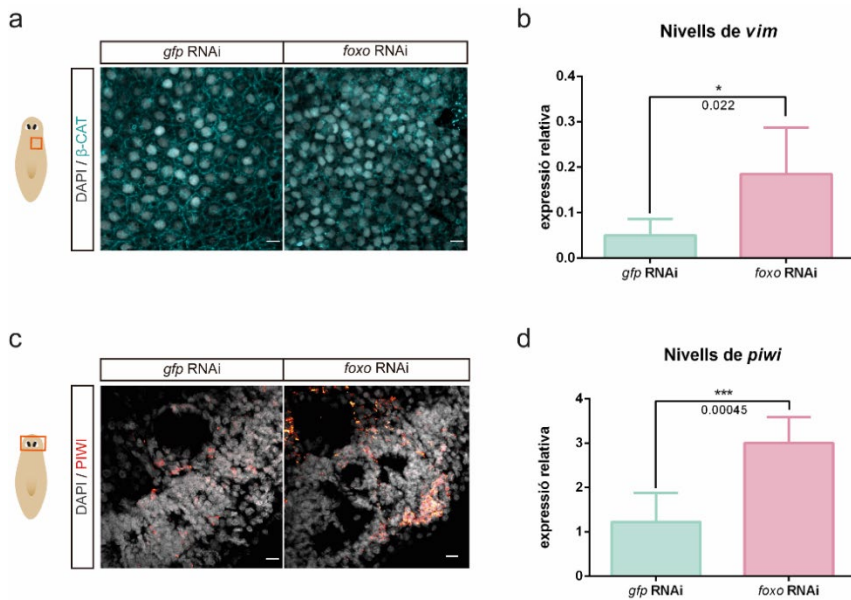 a
gfp RNAi
foxo RNAi
DAPI / β-CAT
b
Nivells de vim
expressió relativa
0.4
0.3
0.2
0.1
0.0
*
0.022
gfp RNAi
foxo RNAi
c
gfp RNAi
foxo RNAi
DAPI / PIWI
d
Nivells de piwi
expressió relativa
4
3
2
1
0
***
0.00045
gfp RNAi
foxo RNAi